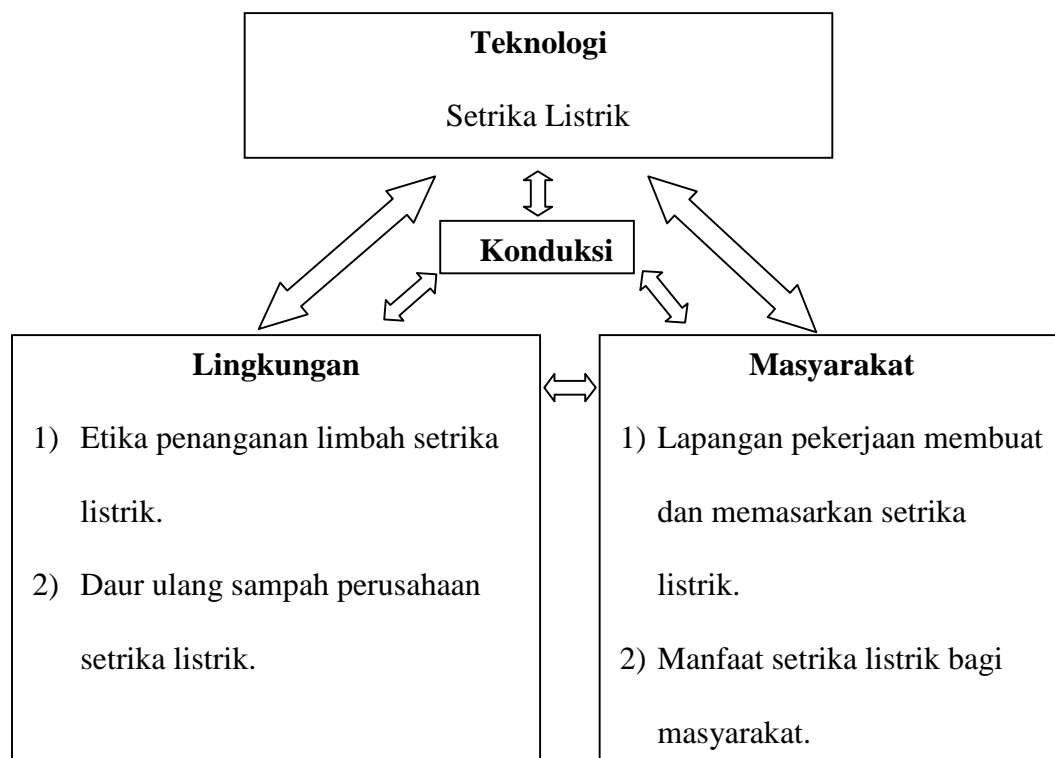 Teknologi
Setrika Listrik
Konduksi
Lingkungan
1) Etika penanganan limbah setrika
listrik.
2) Daur ulang sampah perusahaan
setrika listrik.
Masyarakat
1) Lapangan pekerjaan membuat
dan memasarkan setrika
listrik.
2) Manfaat setrika listrik bagi
masyarakat.